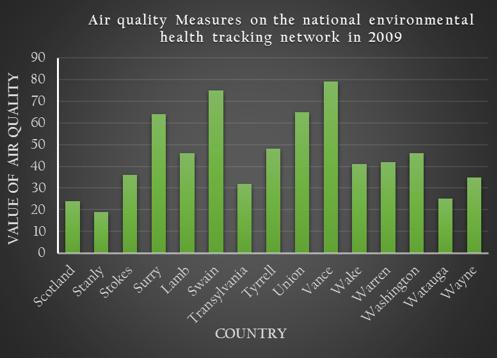 Air quality Measures on the national environmental
health tracking network in 2009
VALUE OF AIR QUALITY
90
80
70
60
50
40
30
20
10
0
Scotland
Stanly
Stokes
Surry
Lamb
Swain
Transylvania
Tyrrell
Union
Vance
Wake
Warren
Washington
Watauga
Wayne
COUNTRY